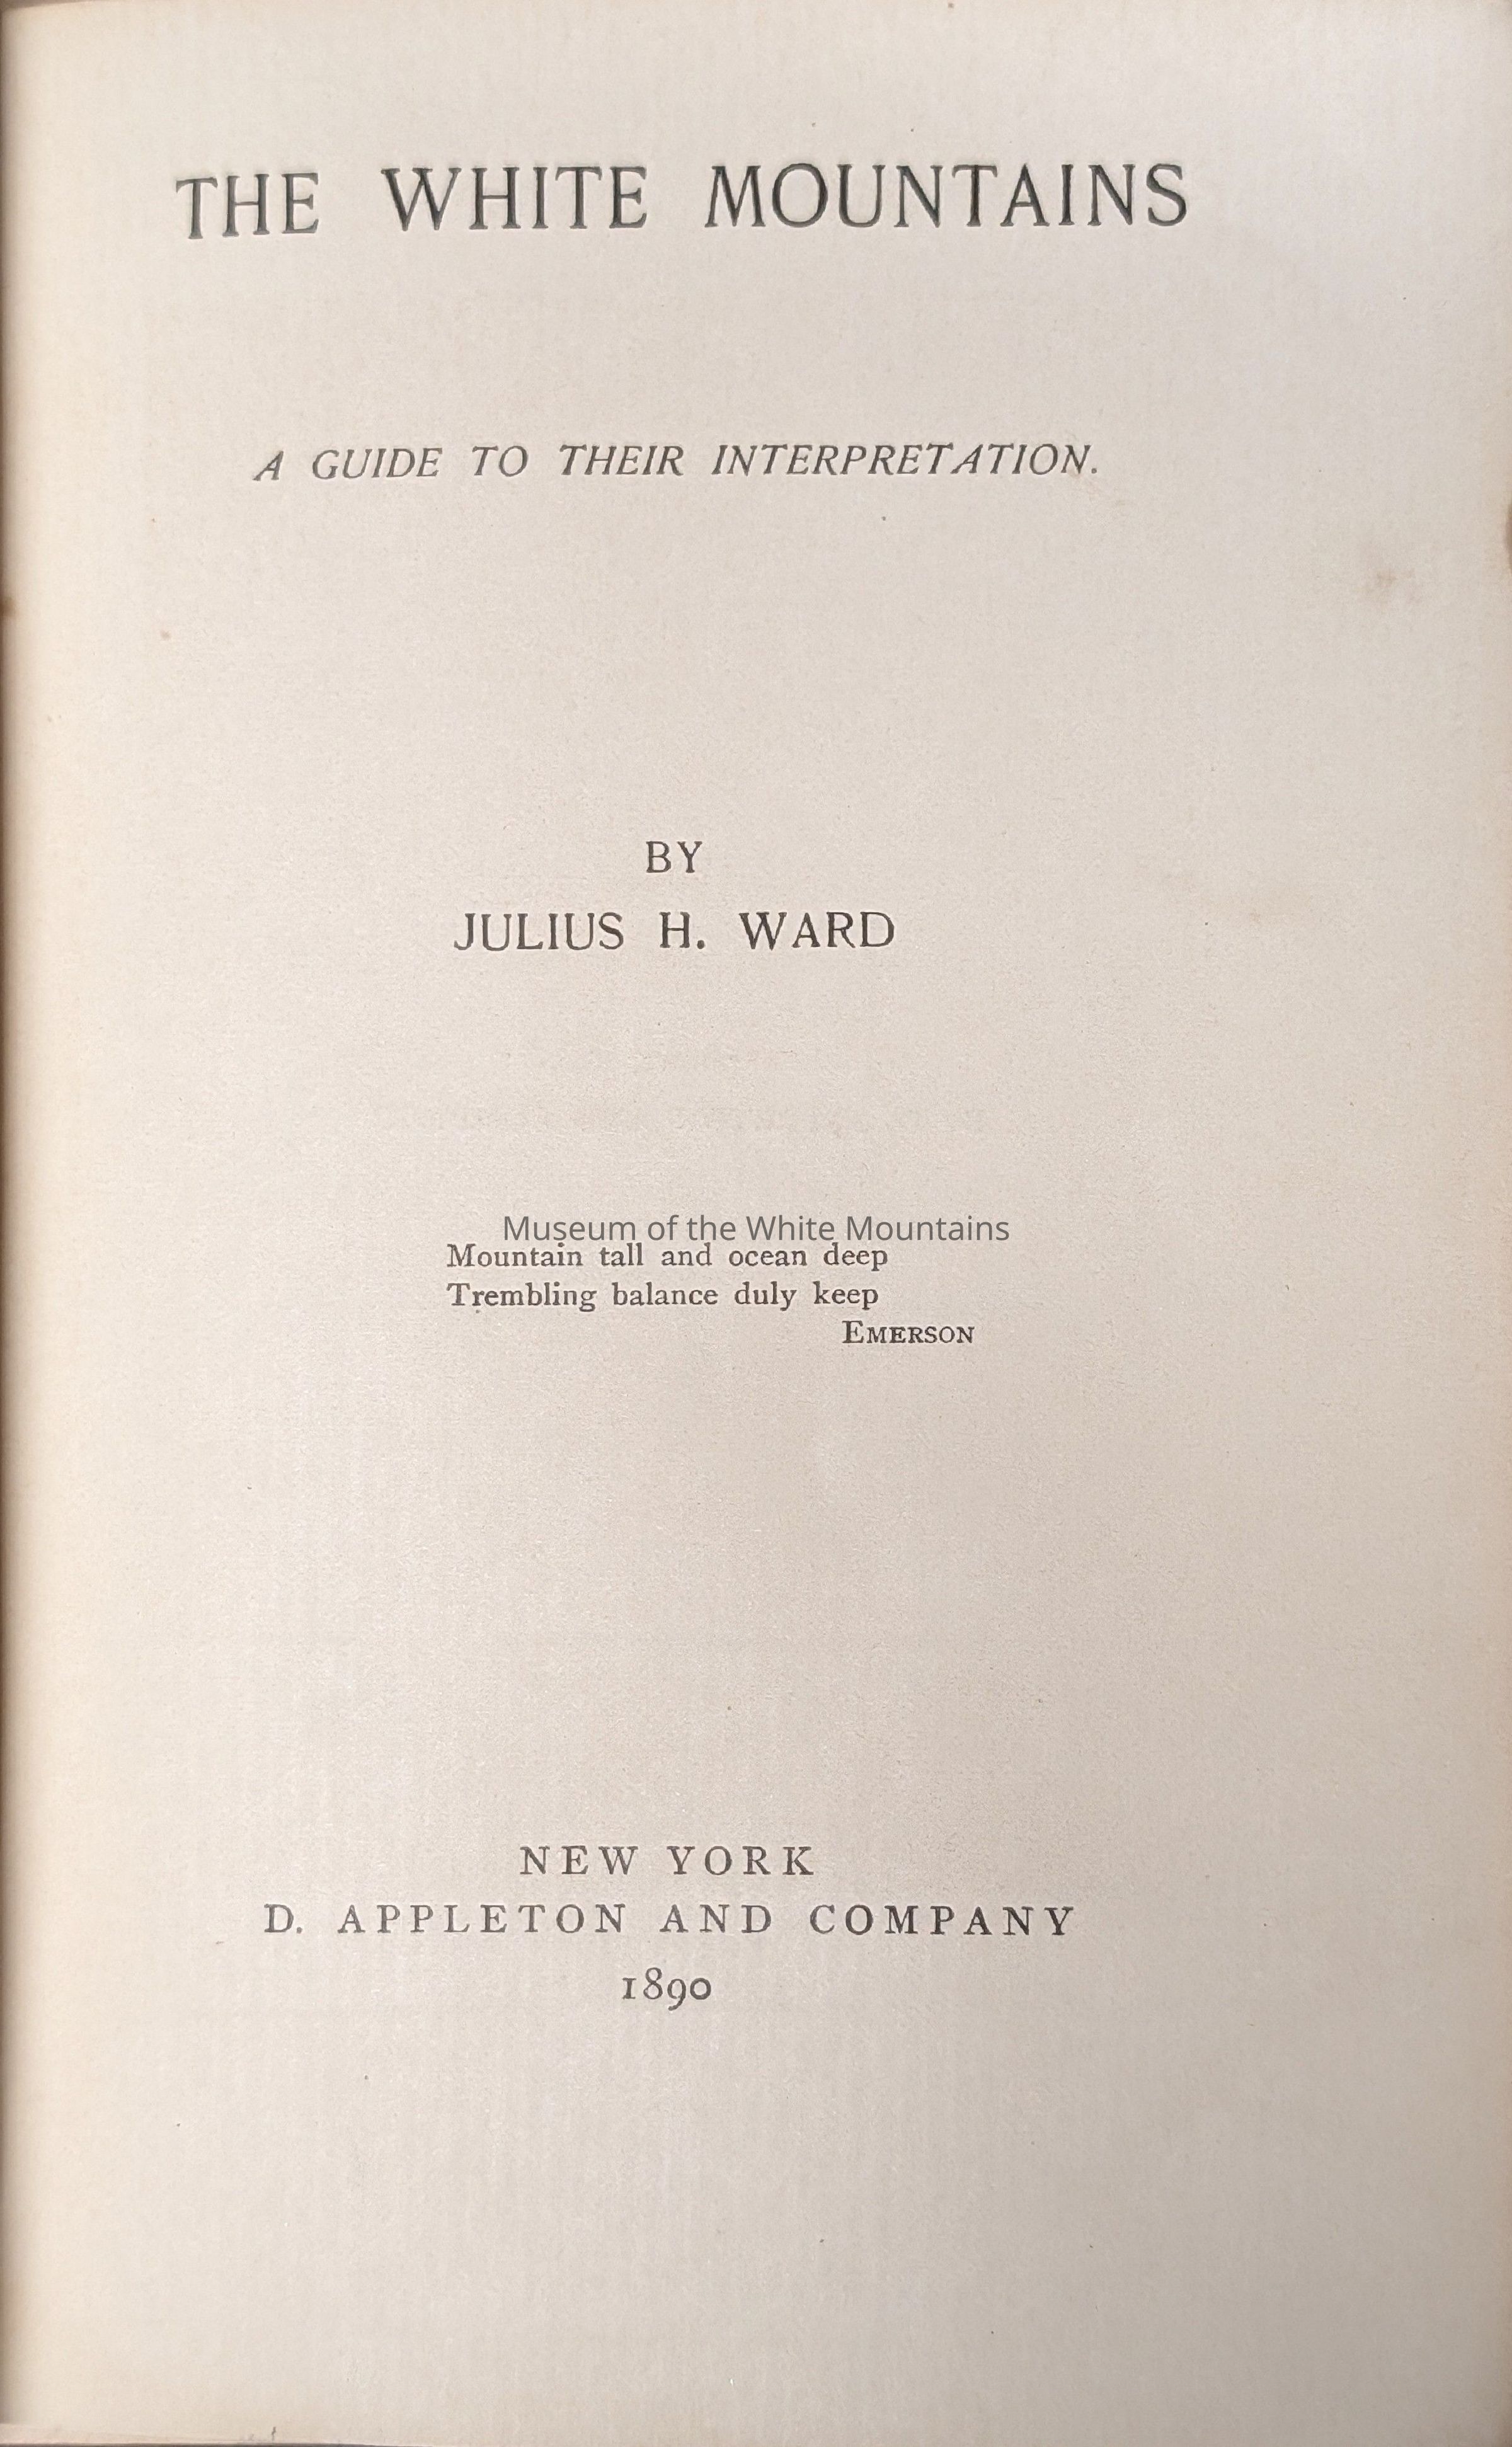 THE WHITE MOUNTAINS
A GUIDE TO THEIR INTERPRETATION.
BY
JULIUS H. WARD
Museum of the White Mountains
Mountain tall and ocean deep
Trembling balance duly keep
EMERSON
NEW YORK
D. APPLETON AND COMPANY
1890